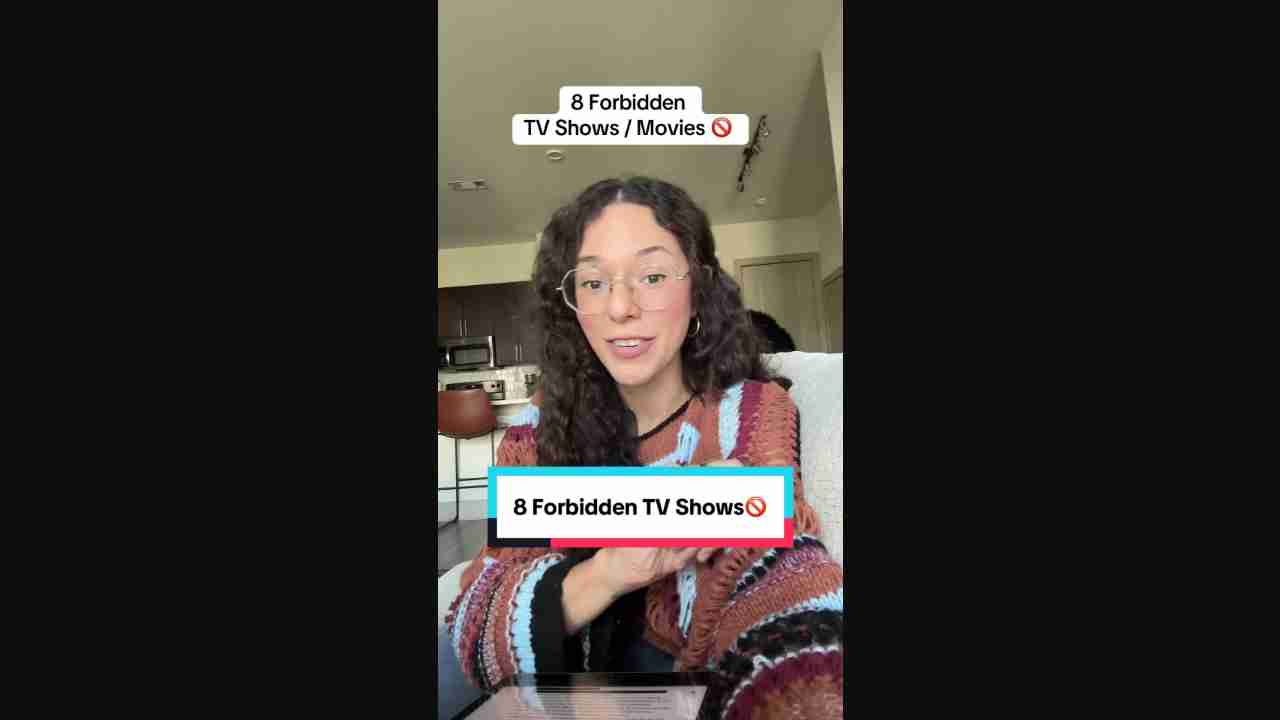 8 Forbidden
TV Shows / Movies 🚫
8 Forbidden TV Shows🚫